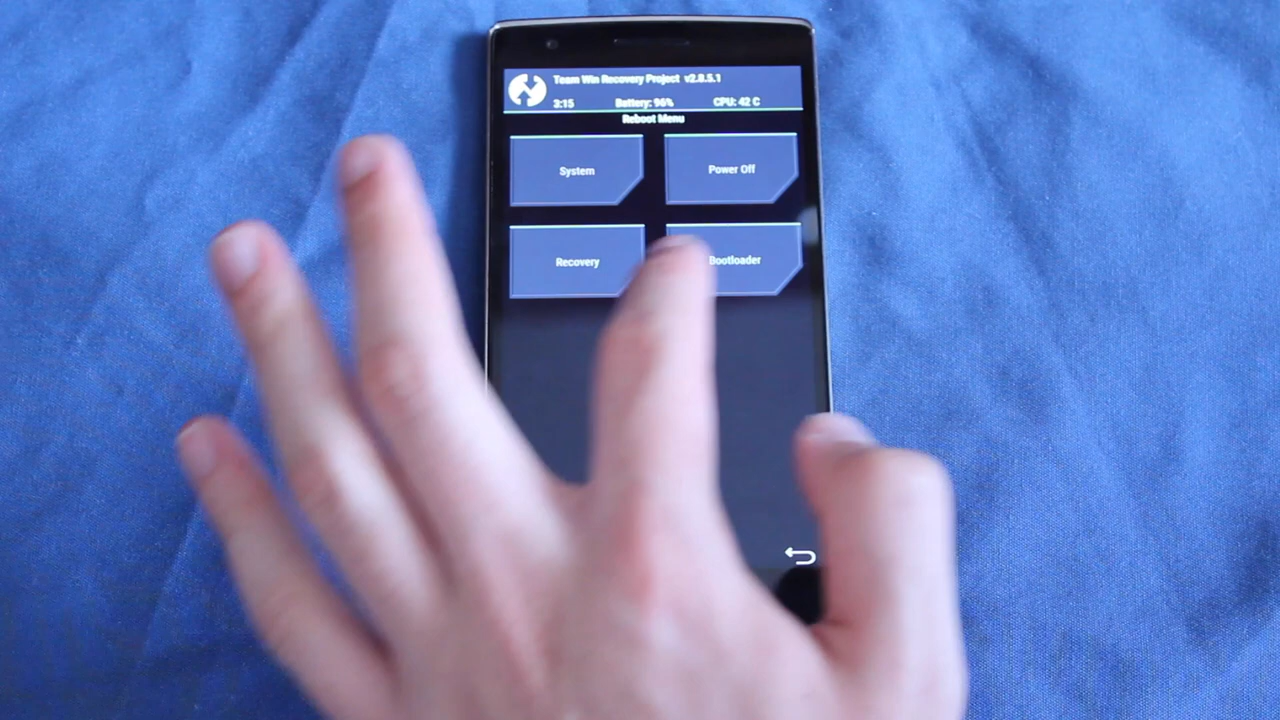 Team Win Recovery Project v2.8.5.1
3:15 Battery: 96% CPU: 42 C
Reboot Menu
System Power Off
Recovery Bootloader